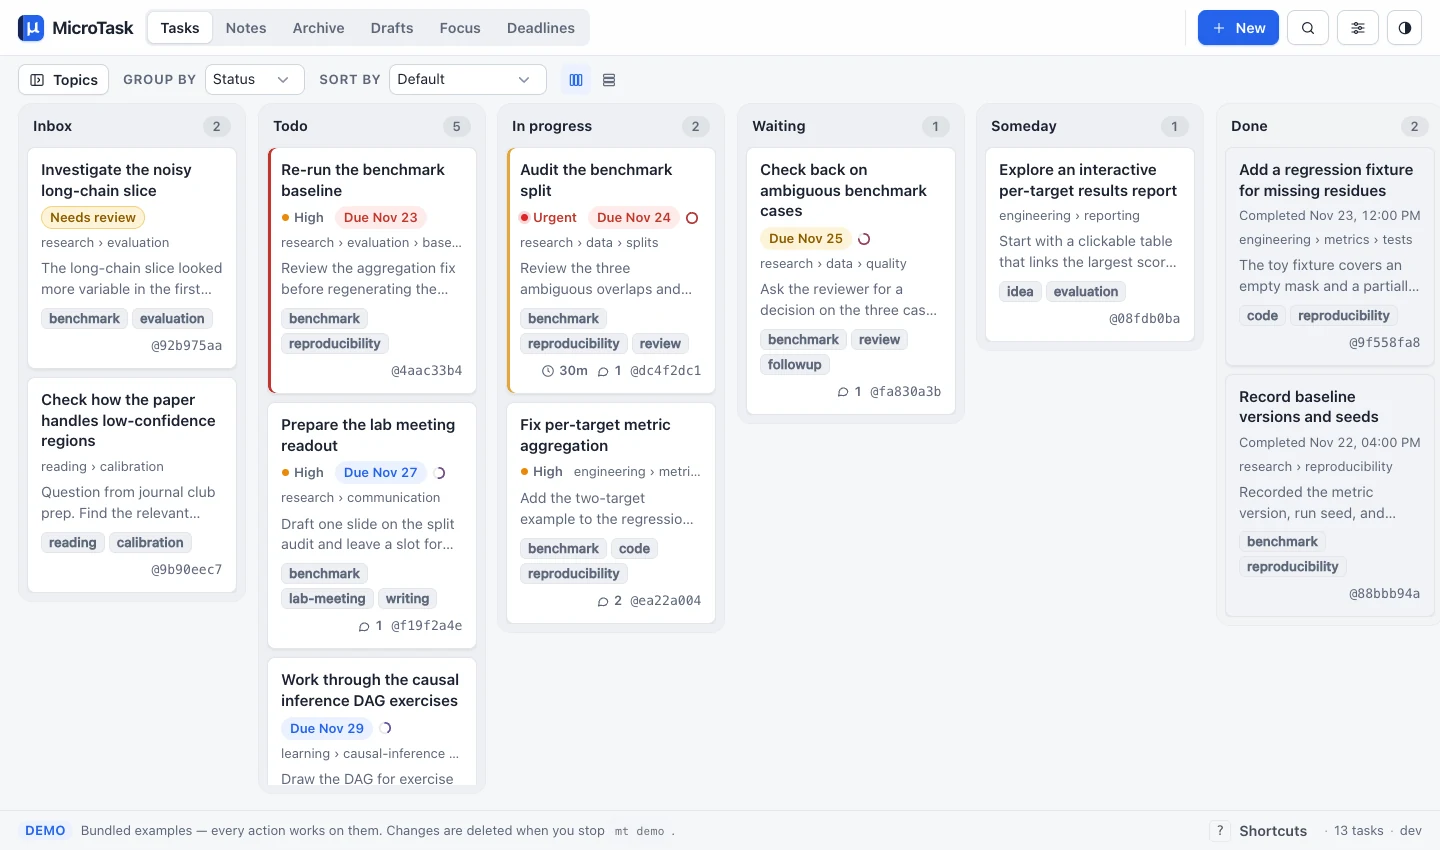 µ MicroTask Tasks Notes Archive Drafts Focus Deadlines + New
Topics GROUP BY Status SORT BY Default
Inbox 2
Investigate the noisy
long-chain slice
Needs review
research › evaluation
The long-chain slice looked
more variable in the first...
benchmark evaluation
@92b975aa
Check how the paper
handles low-confidence
regions
reading › calibration
Question from journal club
prep. Find the relevant...
reading calibration
@9b90eec7
Todo 5
Re-run the benchmark
baseline
High Due Nov 23
research › evaluation › base...
Review the aggregation fix
before regenerating the...
benchmark
reproducibility
@4aac33b4
Prepare the lab meeting
readout
High Due Nov 27
research › communication
Draft one slide on the split
audit and leave a slot for...
benchmark
lab-meeting writing
1 @f19f2a4e
Work through the causal
inference DAG exercises
Due Nov 29
learning › causal-inference ...
Draw the DAG for exercise
In progress 2
Audit the benchmark
split
Urgent Due Nov 24
research › data › splits
Review the three
ambiguous overlaps and...
benchmark
reproducibility review
30m 1 @dc4f2dc1
Fix per-target metric
aggregation
High engineering › metri...
Add the two-target
example to the regressio...
benchmark code
reproducibility
2 @ea22a004
Waiting 1
Check back on
ambiguous benchmark
cases
Due Nov 25
research › data › quality
Ask the reviewer for a
decision on the three cas...
benchmark review
followup
1 @fa830a3b
Someday 1
Explore an interactive
per-target results report
engineering › reporting
Start with a clickable table
that links the largest scor...
idea evaluation
@08fdb0ba
Done 2
Add a regression fixture
for missing residues
Completed Nov 23, 12:00 PM
engineering › metrics › tests
The toy fixture covers an
empty mask and a partiall...
code reproducibility
@9f558fa8
Record baseline
versions and seeds
Completed Nov 22, 04:00 PM
research › reproducibility
Recorded the metric
version, run seed, and...
benchmark
reproducibility
@88bbb94a
DEMO Bundled examples — every action works on them. Changes are deleted when you stop mt demo . ? Shortcuts · 13 tasks · dev